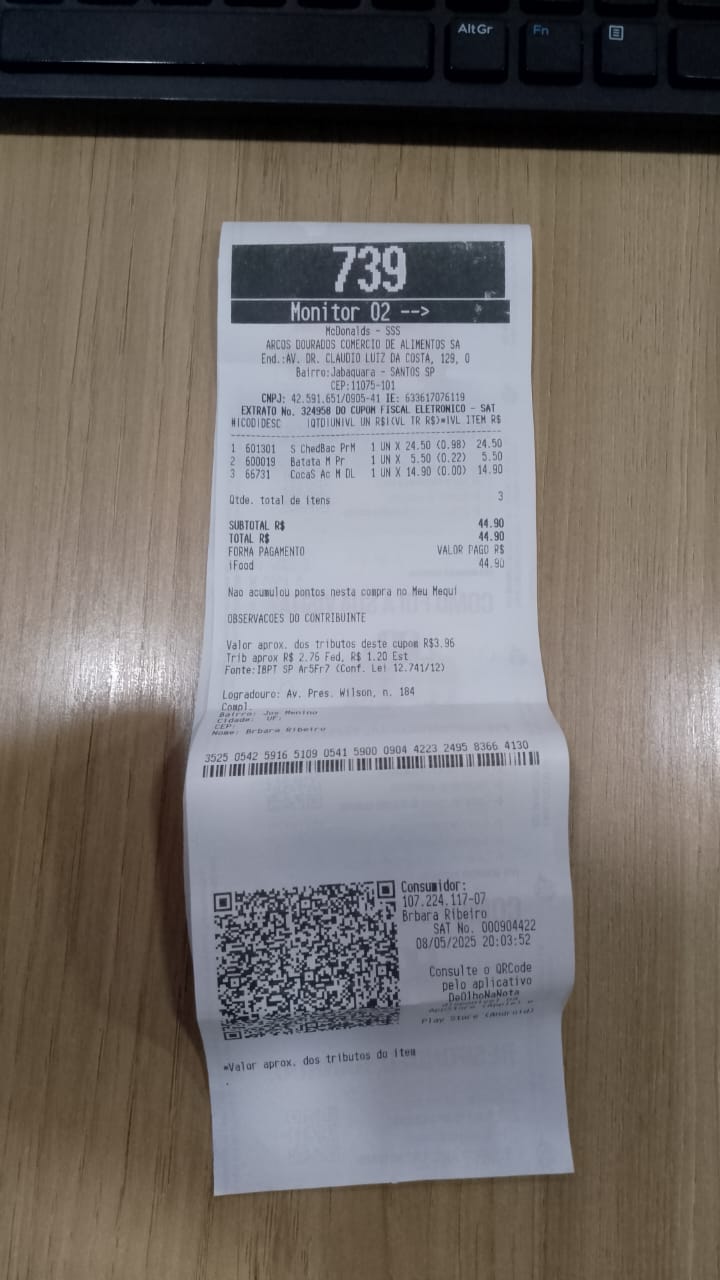 AltGr Fn
739
Monitor 02 -->
McDonalds - SSS
ARCOS DOURADOS COMERCIO DE ALIMENTOS SA
End.:AV. DR. CLAUDIO LUIZ DA COSTA, 129, 0
Bairro:Jabaquara - SANTOS SP
CEP:11075-101
CNPJ: 42.591.651/0905-41 IE: 633617076119
EXTRATO No. 324958 DO CUPOM FISCAL ELETRONICO - SAT
#|COD|DESC |QTD|UN|VL UN R$|(VL TR R$)*|VL ITEM R$
1 601301 S ChedBac PrM 1 UN X 24.50 (0.98) 24.50
2 600019 Batata M Pr 1 UN X 5.50 (0.22) 5.50
3 66731 CocaS Ac M DL 1 UN X 14.90 (0.00) 14.90
Qtde. total de itens 3
SUBTOTAL R$ 44.90
TOTAL R$ 44.90
FORMA PAGAMENTO VALOR PAGO R$
iFood 44.90
Nao acumulou pontos nesta compra no Meu Mequi
OBSERVACOES DO CONTRIBUINTE
Valor aprox. dos tributos deste cupom R$3.96
Trib aprox R$ 2.76 Fed, R$ 1.20 Est
Fonte:IBPT SP Ar5Fr7 (Conf. Lei 12.741/12)
Logradouro: Av. Pres. Wilson, n. 184
Compl.
Bairro: Jos Menino
Cidade: UF:
CEP:
Nome: Brbara Ribeiro
3525 0542 5916 5109 0541 5900 0904 4223 2495 8366 4130
Consumidor:
107.224.117-07
Brbara Ribeiro
SAT No. 000904422
08/05/2025 20:03:52
Consulte o QRCode
pelo aplicativo
DeOlhoNaNota
disponivel na
AppStore (Apple) e
Play Store (Android)
*Valor aprox. dos tributos do item